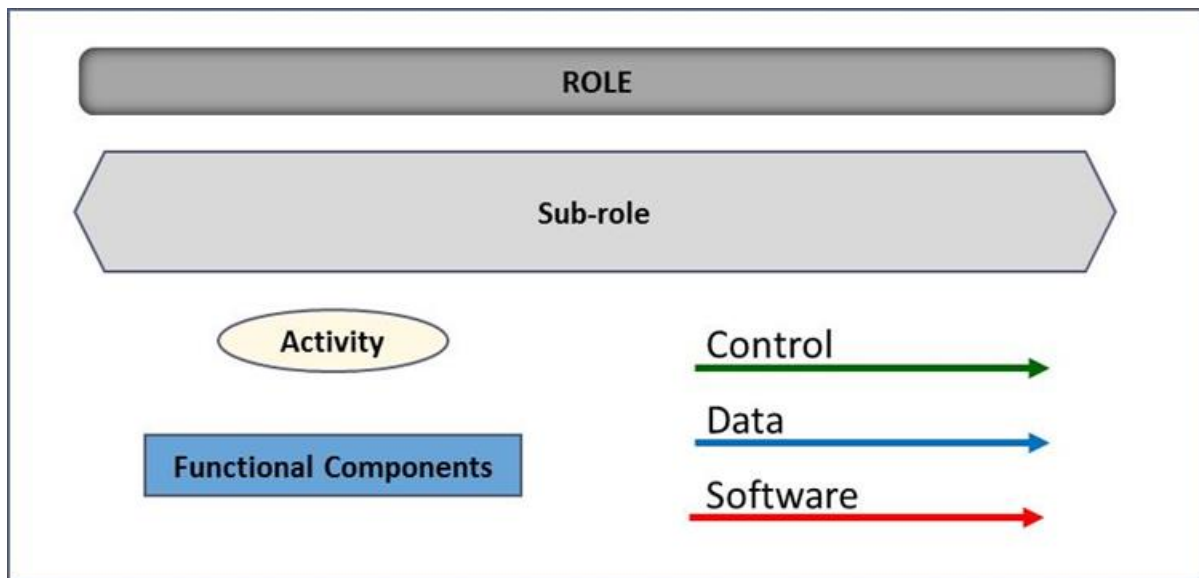 ROLE
Sub-role
Activity
Functional Components
Control
Data
Software